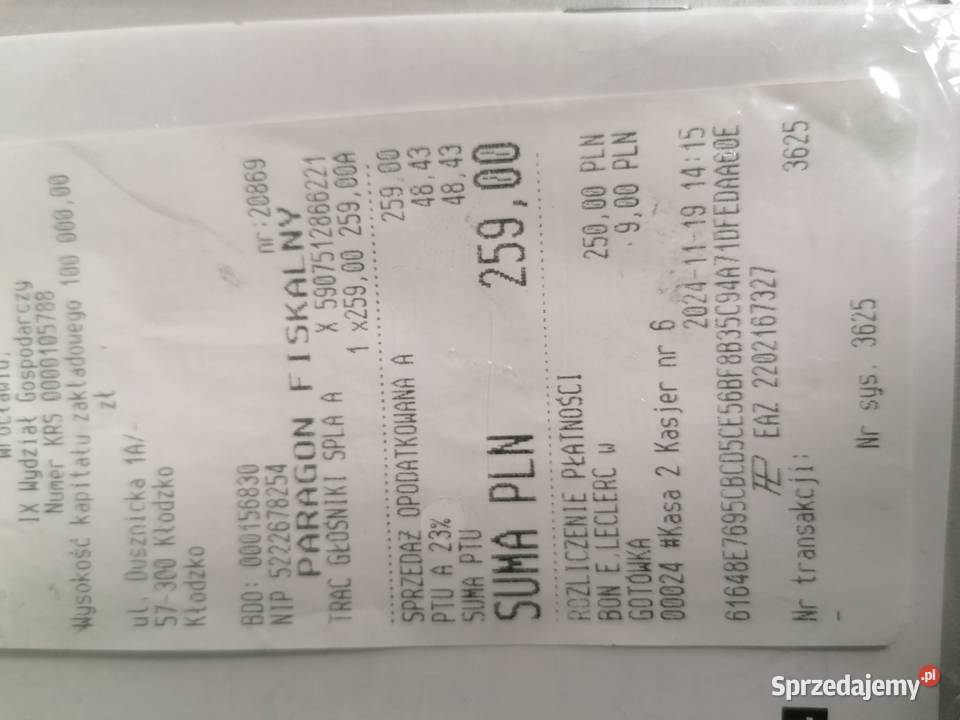 IX Wydział Gospodarczy
Numer KRS 0000105788
Wysokość kapitału zakładowego 100 000,00
zł
ul. Dusznicka 1A/-
57-300 Kłodzko
Kłodzko
BDO: 000156830
NIP 5222678254 nr:20869
PARAGON FISKALNY
TRAC GŁOŚNIKI SPLA A X 5907512866221
1 x259,00 259,00A
SPRZEDAŻ OPODATKOWANA A 259,00
PTU A 23% 48,43
SUMA PTU 48,43
SUMA PLN 259,00
ROZLICZENIE PŁATNOŚCI
BON E LECLERC W 250,00 PLN
GOTÓWKA 9,00 PLN
00024 #Kasa 2 Kasjer nr 6 2024-11-19 14:15
61648E7695CBCD5CE56BF8B35C94A71DFEDAAC0E
EAZ 2202167327
Nr transakcji: 3625
-
Nr sys. 3625
Sprzedajemy.pl